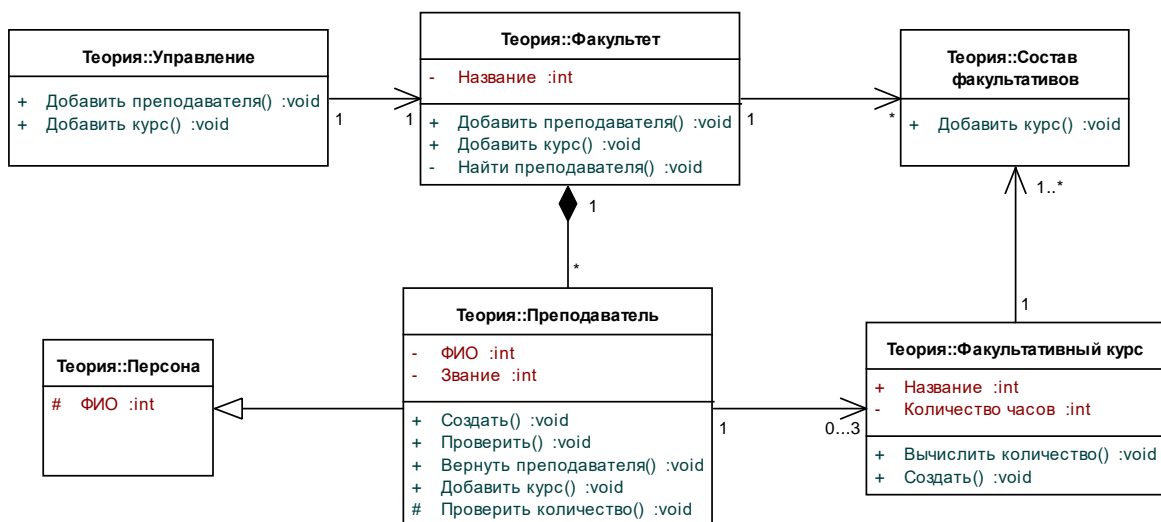 Теория::Управление
+ Добавить преподавателя() :void
+ Добавить курс() :void
1
1
Теория::Факультет
- Название :int
+ Добавить преподавателя() :void
+ Добавить курс() :void
- Найти преподавателя() :void
1
*
Теория::Состав
факультативов
+ Добавить курс() :void
1
*
1..*
1
Теория::Персона
# ФИО :int
Теория::Преподаватель
- ФИО :int
- Звание :int
+ Создать() :void
+ Проверить() :void
+ Вернуть преподавателя() :void
+ Добавить курс() :void
# Проверить количество() :void
1
0...3
Теория::Факультативный курс
+ Название :int
- Количество часов :int
+ Вычислить количество() :void
+ Создать() :void